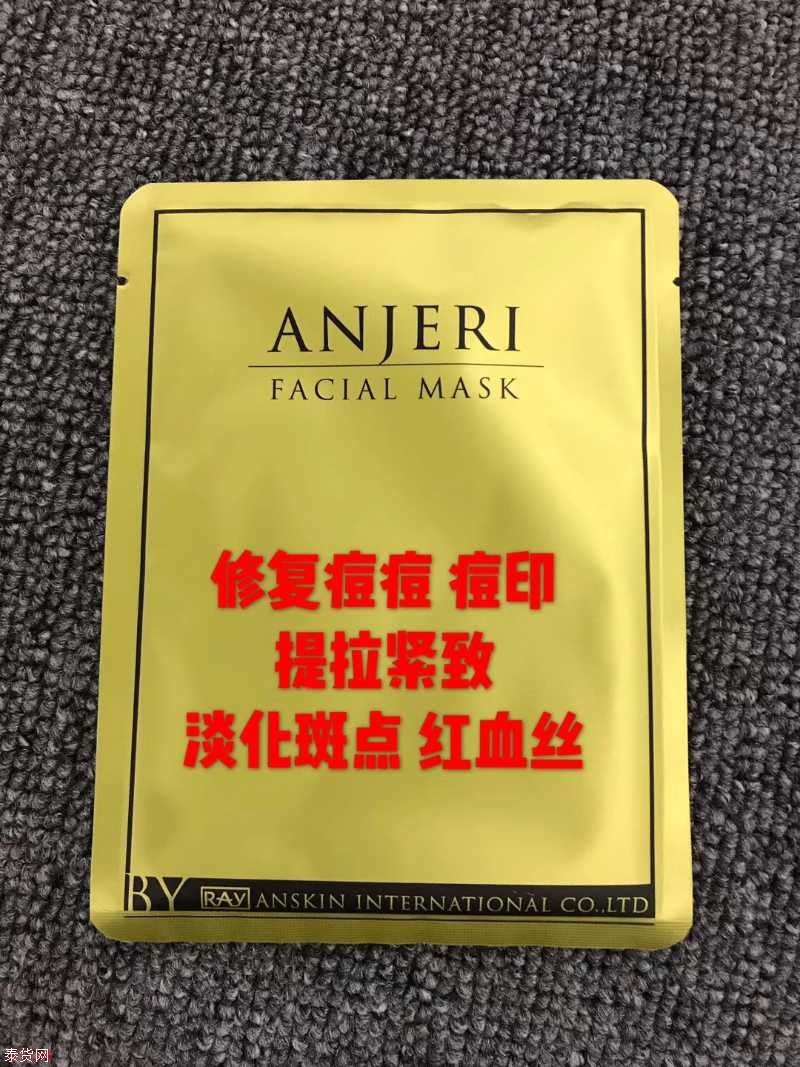 ANJERI
FACIAL MASK
修复痘痘 痘印
提拉紧致
淡化斑点 红血丝
BY RAY ANSKIN INTERNATIONAL CO.,LTD
泰货网